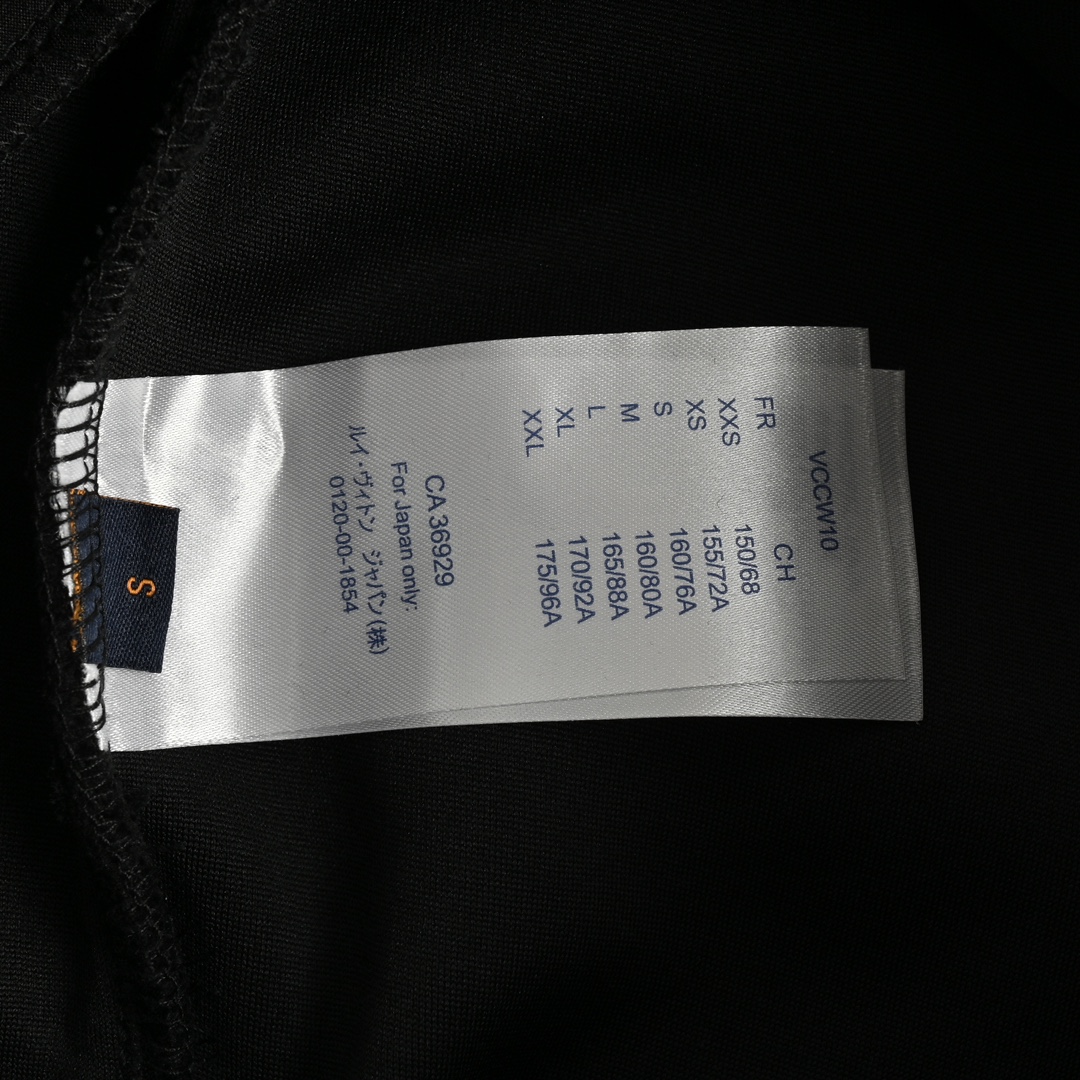 VCCW10
FR CH
XXS 150/68
XS 155/72A
S 160/76A
M 160/80A
L 165/88A
XL 170/92A
XXL 175/96A
CA 36929
For Japan only:
ルイ・ヴィトン ジャパン(株)
0120-00-1854
S